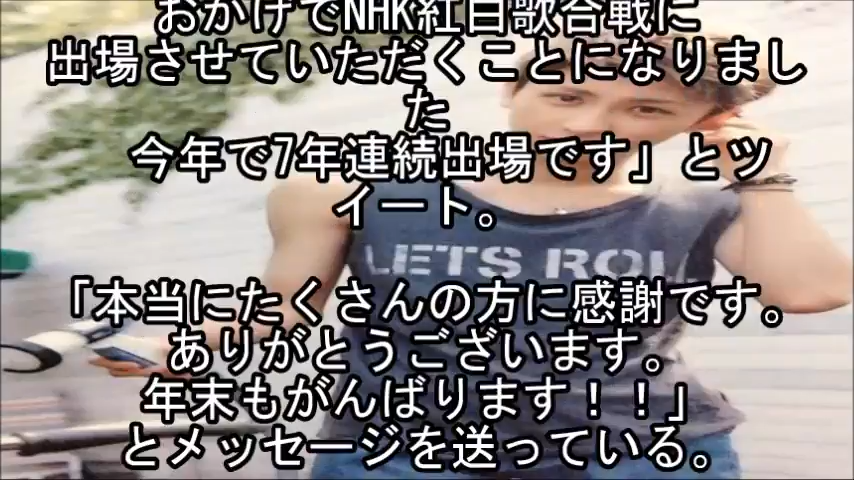 おかげでNHK紅白歌合戦に
出場させていただくことになりまし
た
今年で7年連続出場です」とツ
イート。
LETS ROLL
「本当にたくさんの方に感謝です。
ありがとうございます。
年末もがんばります！！」
とメッセージを送っている。